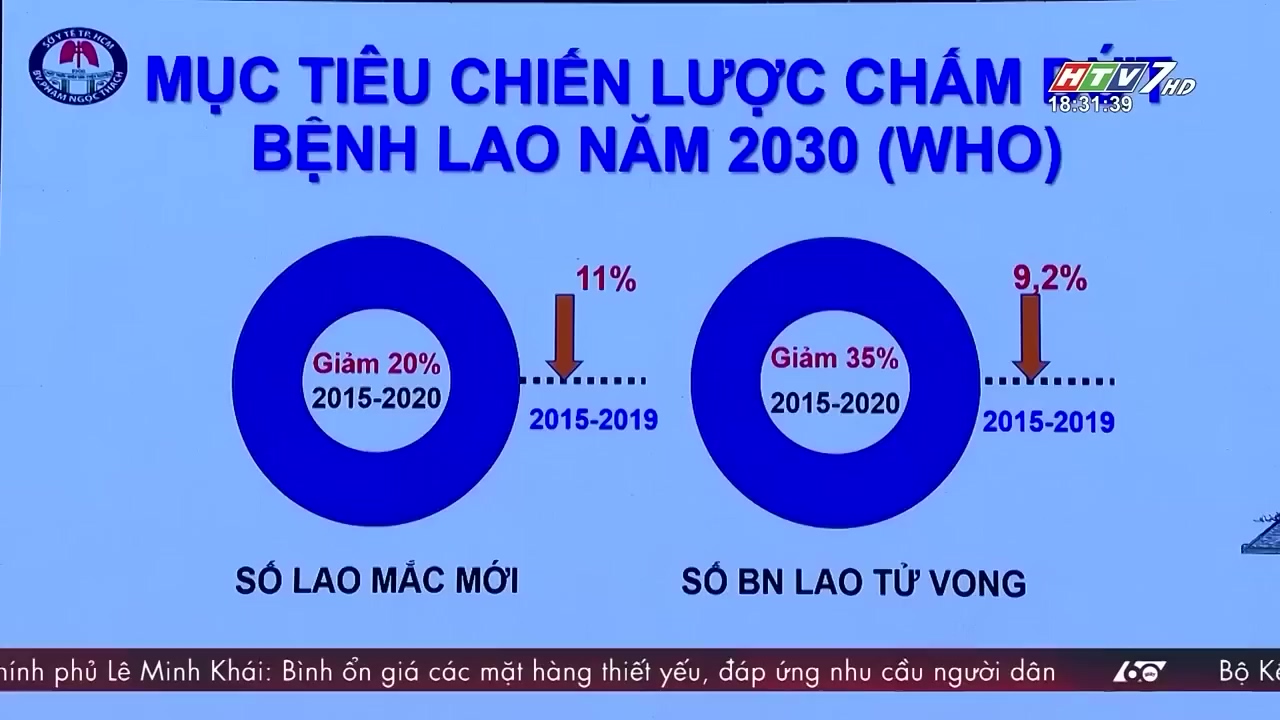 SỞ Y TẾ TP. HCM
BV. PHẠM NGỌC THẠCH
MỤC TIÊU CHIẾN LƯỢC CHẤM
BỆNH LAO NĂM 2030 (WHO)
HTV7 HD
18:31:39
11%
9,2%
Giảm 20%
2015-2020
Giảm 35%
2015-2020
2015-2019
2015-2019
SỐ LAO MẮC MỚI
SỐ BN LAO TỬ VONG
phủ Lê Minh Khái: Bình ổn giá các mặt hàng thiết yếu, đáp ứng nhu cầu người dân
60 giây
Bộ